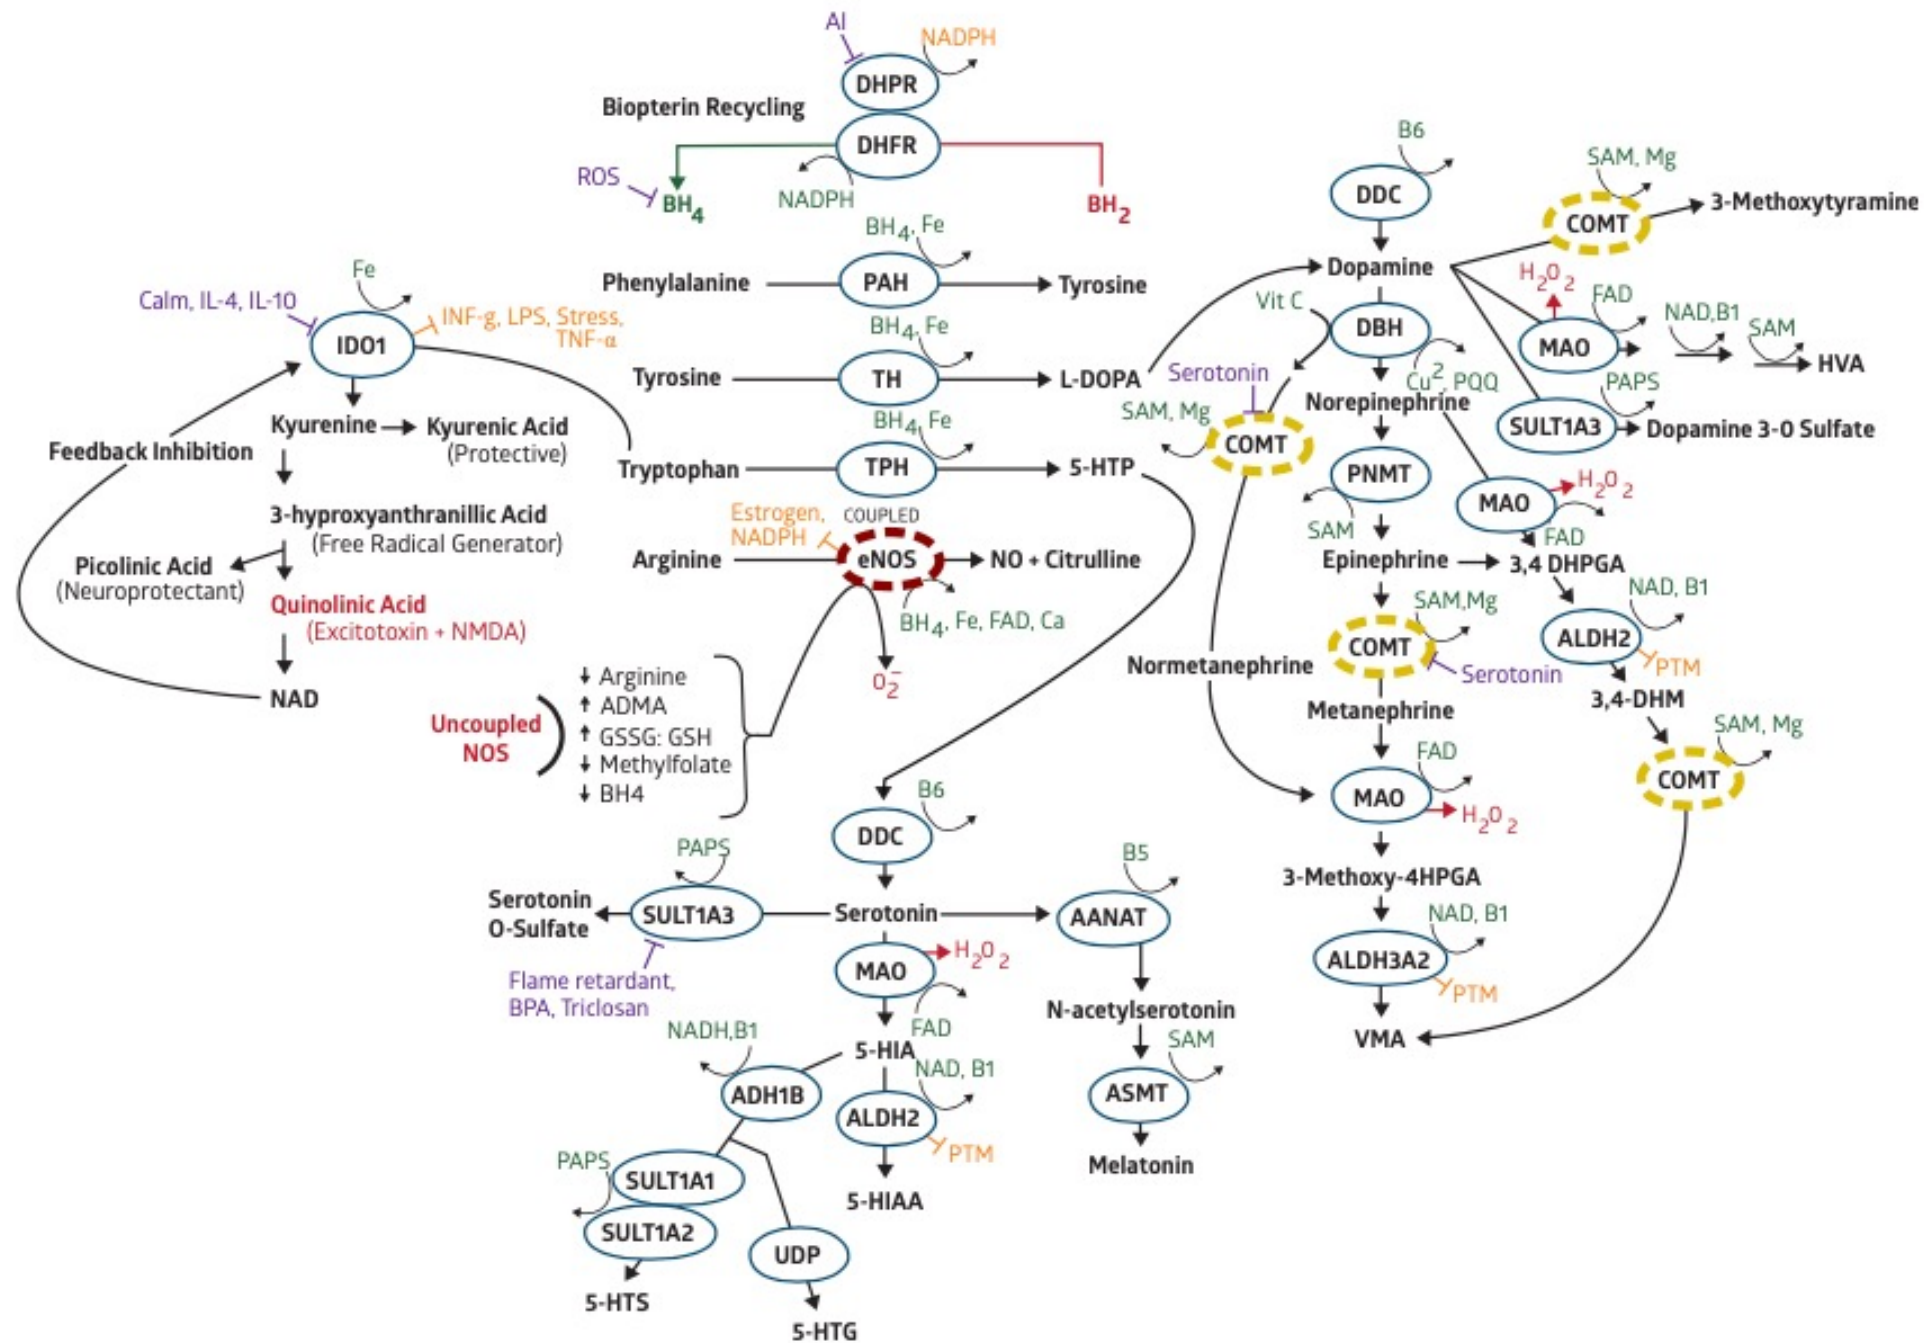 AI
NADPH
DHPR
Biopterin Recycling
DHFR
ROS
BH4
NADPH
BH2
BH4, Fe
Phenylalanine
PAH
Tyrosine
BH4, Fe
Tyrosine
TH
L-DOPA
BH4, Fe
Tryptophan
TPH
5-HTP
Estrogen,
NADPH
COUPLED
Arginine
eNOS
NO + Citrulline
BH4, Fe, FAD, Ca
O2-
Uncoupled
NOS
Arginine
ADMA
GSSG: GSH
Methylfolate
BH4
Fe
Calm, IL-4, IL-10
INF-g, LPS, Stress,
TNF-α
IDO1
Feedback Inhibition
Kyurenine
Kyurenic Acid
(Protective)
3-hyproxyanthranillic Acid
(Free Radical Generator)
Picolinic Acid
(Neuroprotectant)
Quinolinic Acid
(Excitotoxin + NMDA)
NAD
B6
DDC
PAPS
Serotonin
O-Sulfate
SULT1A3
Serotonin
Flame retardant,
BPA, Triclosan
MAO
H2O2
FAD
5-HIA
NADH,B1
ADH1B
NAD, B1
ALDH2
PTM
5-HIAA
PAPS
SULT1A1
SULT1A2
5-HTS
UDP
5-HTG
B5
AANAT
N-acetylserotonin
SAM
ASMT
Melatonin
B6
DDC
Dopamine
SAM, Mg
COMT
3-Methoxytyramine
H2O2
FAD
MAO
NAD,B1
SAM
HVA
PAPS
SULT1A3
Dopamine 3-O Sulfate
Vit C
DBH
Cu2, PQQ
Serotonin
SAM, Mg
COMT
Norepinephrine
PNMT
SAM
MAO
H2O2
FAD
Epinephrine
3,4 DHPGA
SAM,Mg
COMT
Serotonin
NAD, B1
ALDH2
PTM
3,4-DHM
SAM, Mg
COMT
Normetanephrine
Metanephrine
FAD
MAO
H2O2
3-Methoxy-4HPGA
NAD, B1
ALDH3A2
PTM
VMA